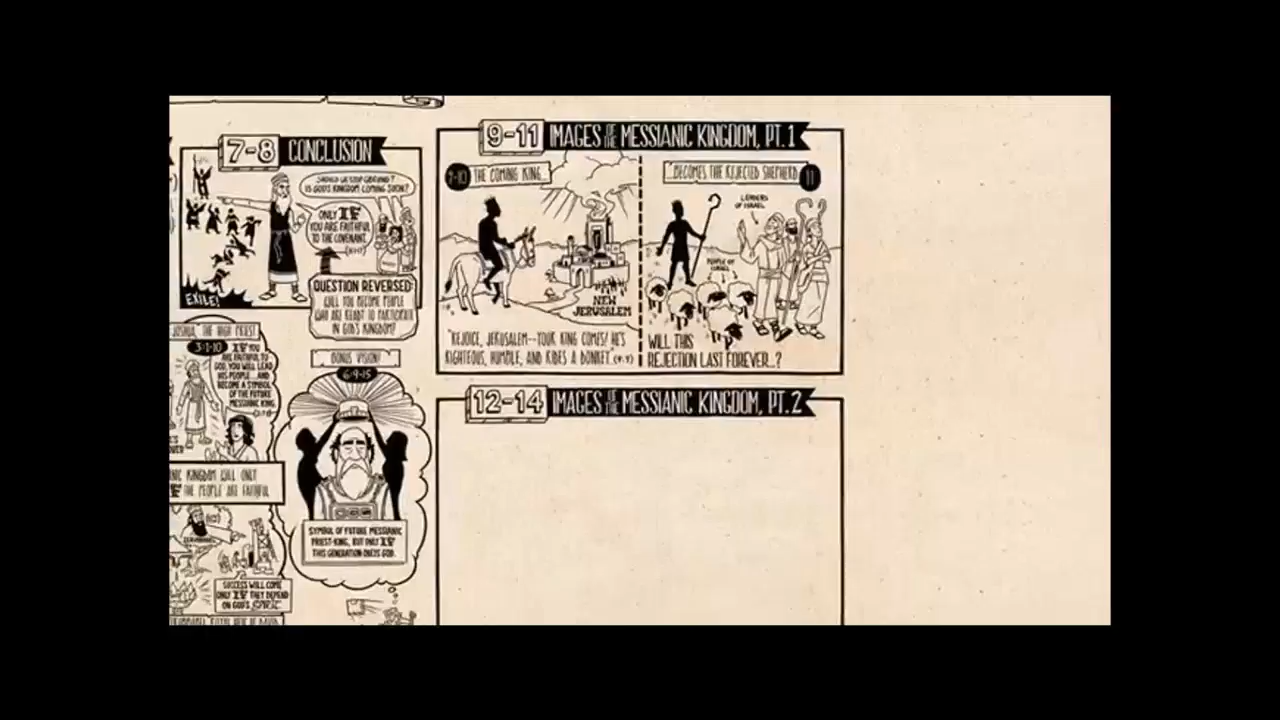 7-8 CONCLUSION
SHOULD WE STOP GRIEVING?
IS GOD'S KINGDOM COMING SOON?
ONLY IF
YOU ARE FAITHFUL
TO THE COVENANT.
EXILE!
QUESTION REVERSED:
WILL YOU BECOME PEOPLE
WHO ARE READY TO PARTICIPATE
IN GOD'S KINGDOM?
JOSHUA, THE HIGH PRIEST
3:1-10
IF YOU
ARE FAITHFUL TO
GOD, YOU WILL LEAD
HIS PEOPLE... AND
BECOME A SYMBOL
OF THE FUTURE
MESSIANIC KING.
KINGDOM WILL ONLY
THE PEOPLE ARE FAITHFUL
SUCCESS WILL COME
ONLY IF THEY DEPEND
ON GOD'S SPIRIT
BONUS VISION!
6:9-15
SYMBOL OF FUTURE MESSIANIC
PRIEST-KING, BUT ONLY IF
THIS GENERATION OBEYS GOD.
9-11 IMAGES OF THE MESSIANIC KINGDOM, PT.1
9-10 THE COMING KING...
NEW
JERUSALEM
"REJOICE, JERUSALEM--YOUR KING COMES! HE'S
RIGHTEOUS, HUMBLE, AND RIDES A DONKEY."(9:9)
...BECOMES THE REJECTED SHEPHERD 11
LEADERS
OF ISRAEL
PEOPLE OF
ISRAEL
WILL THIS
REJECTION LAST FOREVER..?
12-14 IMAGES OF THE MESSIANIC KINGDOM, PT.2